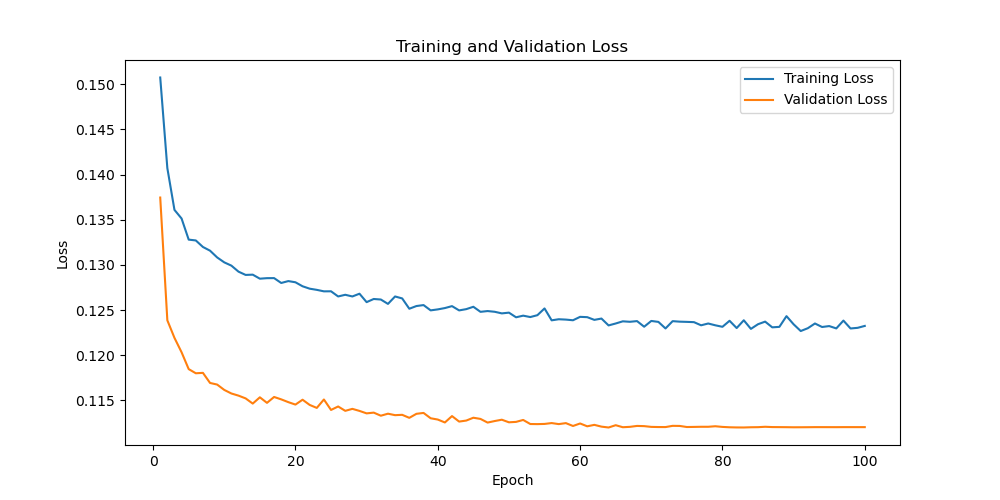 Training and Validation Loss
Training Loss
Validation Loss
Loss
0.150
0.145
0.140
0.135
0.130
0.125
0.120
0.115
0 20 40 60 80 100
Epoch